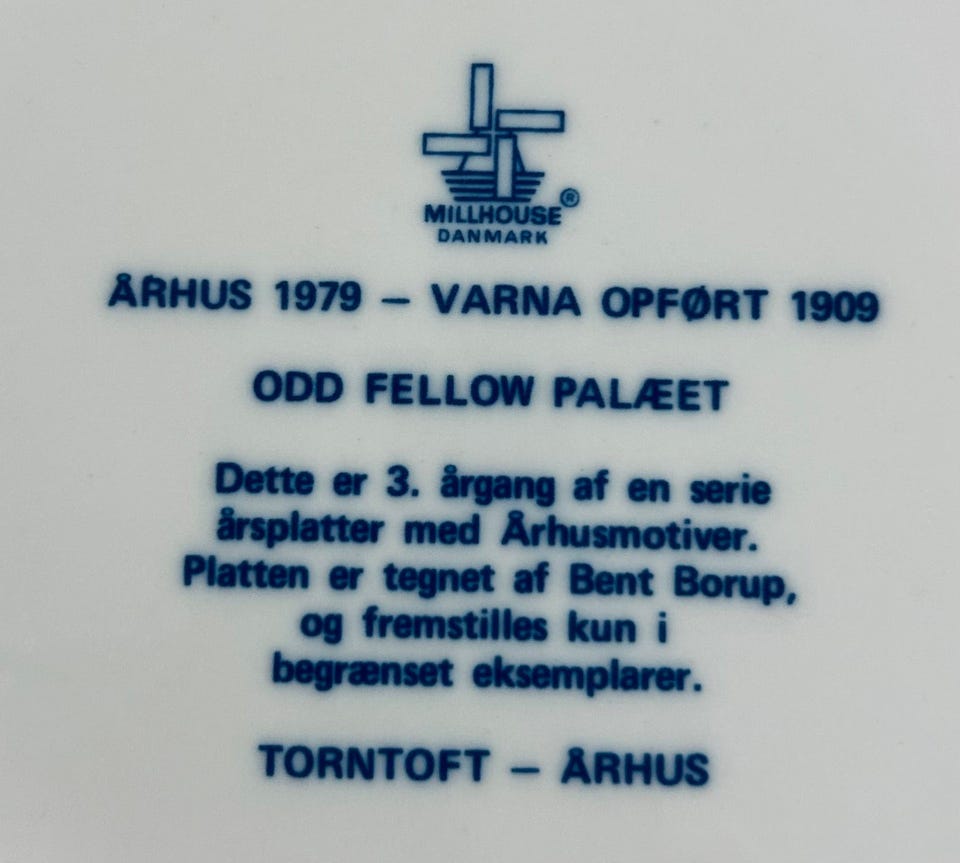 MILLHOUSE®
DANMARK
ÅRHUS 1979 – VARNA OPFØRT 1909
ODD FELLOW PALÆET
Dette er 3. årgang af en serie
årsplatter med Århusmotiver.
Platten er tegnet af Bent Borup,
og fremstilles kun i
begrænset eksemplarer.
TORNTOFT – ÅRHUS